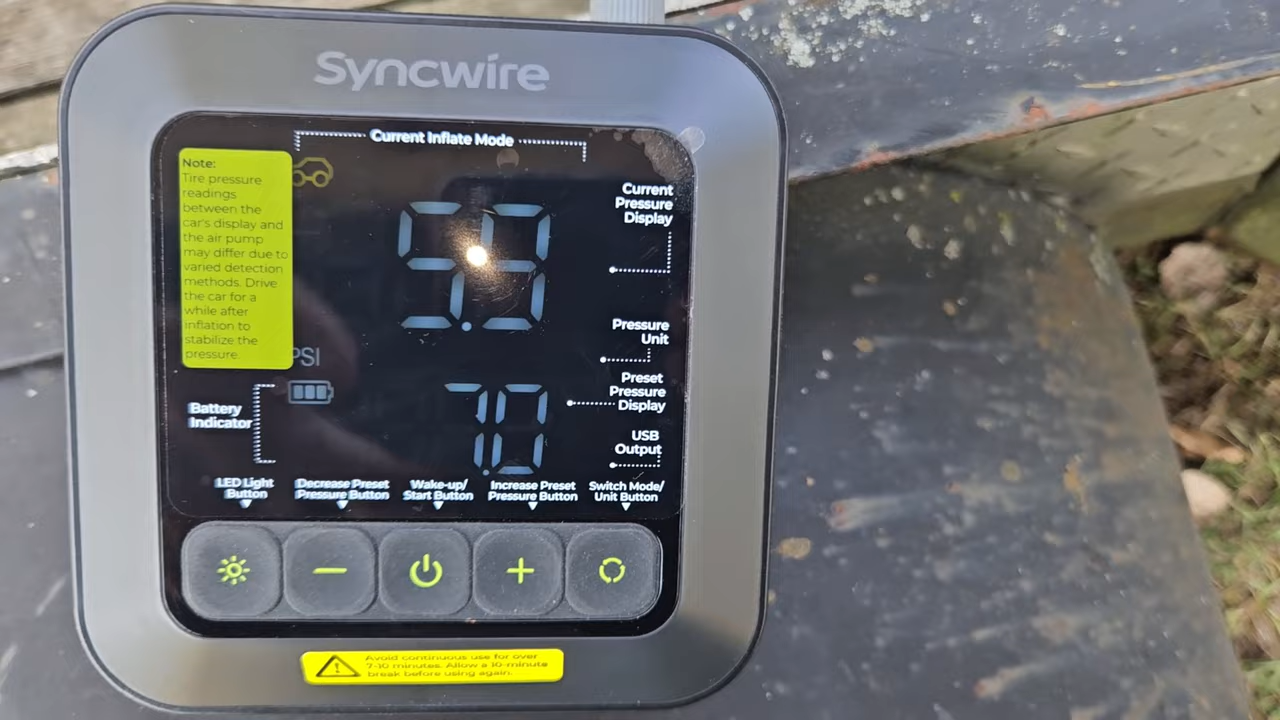 Syncwire
Current Inflate Mode
Note:
Tire pressure
readings
between the
car's display and
the air pump
may differ due to
varied detection
methods. Drive
the car for a
while after
inflation to
stabilize the
pressure.
Current
Pressure
Display
5.9
Pressure
Unit
PSI
Preset
Pressure
Display
7.0
Battery
Indicator
USB
Output
LED Light
Button
Decrease Preset
Pressure Button
Wake-up/
Start Button
Increase Preset
Pressure Button
Switch Mode/
Unit Button
Avoid continuous use for over
7-10 minutes. Allow a 10-minute
break before using again.